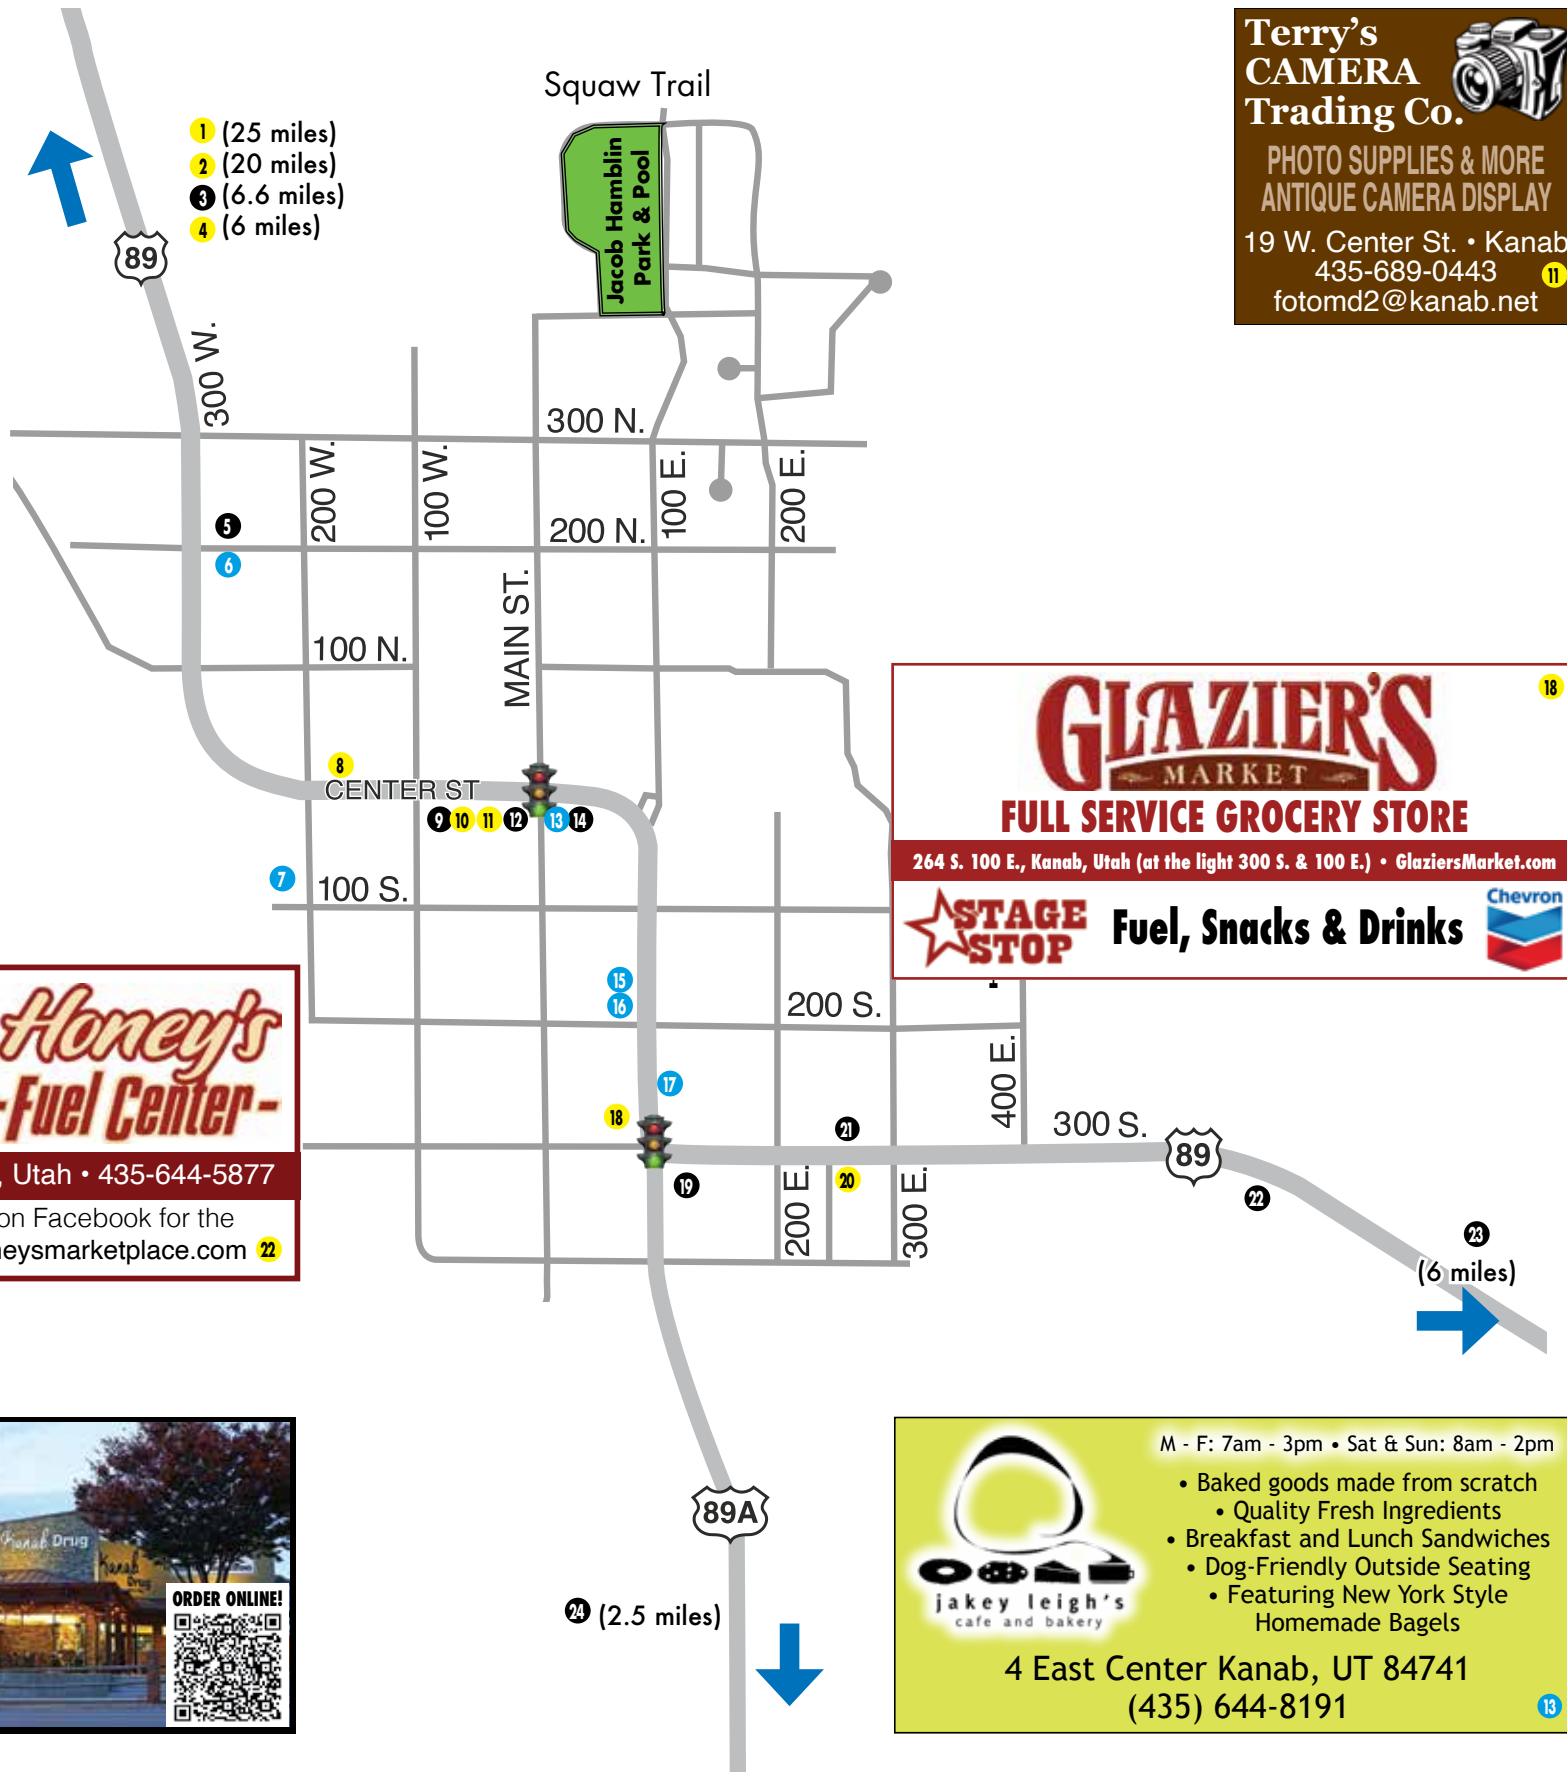 Squaw Trail
Terry's
CAMERA
Trading Co.
PHOTO SUPPLIES & MORE
ANTIQUE CAMERA DISPLAY
19 W. Center St. • Kanab
435-689-0443
11
fotomd2@kanab.net
1 (25 miles)
2 (20 miles)
3 (6.6 miles)
4 (6 miles)
89
Jacob Hamblin
Park & Pool
300 W.
300 N.
200 W.
100 W.
100 E.
200 E.
5
200 N.
6
MAIN ST.
100 N.
8
CENTER ST
9 10 11 12 13 14
7
100 S.
GLAZIER'S
18
MARKET
FULL SERVICE GROCERY STORE
264 S. 100 E., Kanab, Utah (at the light 300 S. & 100 E.) • GlaziersMarket.com
STAGE
STOP
Fuel, Snacks & Drinks
Chevron
15
16
200 S.
400 E.
17
18
21
300 S.
89
19
20
200 E.
300 E.
22
23
(6 miles)
Honey's
-Fuel Center-
, Utah • 435-644-5877
on Facebook for the
neysmarketplace.com 22
Kanab Drug
Kanab
Drug
ORDER ONLINE!
89A
24 (2.5 miles)
M - F: 7am - 3pm • Sat & Sun: 8am - 2pm
• Baked goods made from scratch
• Quality Fresh Ingredients
• Breakfast and Lunch Sandwiches
• Dog-Friendly Outside Seating
• Featuring New York Style
Homemade Bagels
jakey leigh's
cafe and bakery
4 East Center Kanab, UT 84741
(435) 644-8191
13